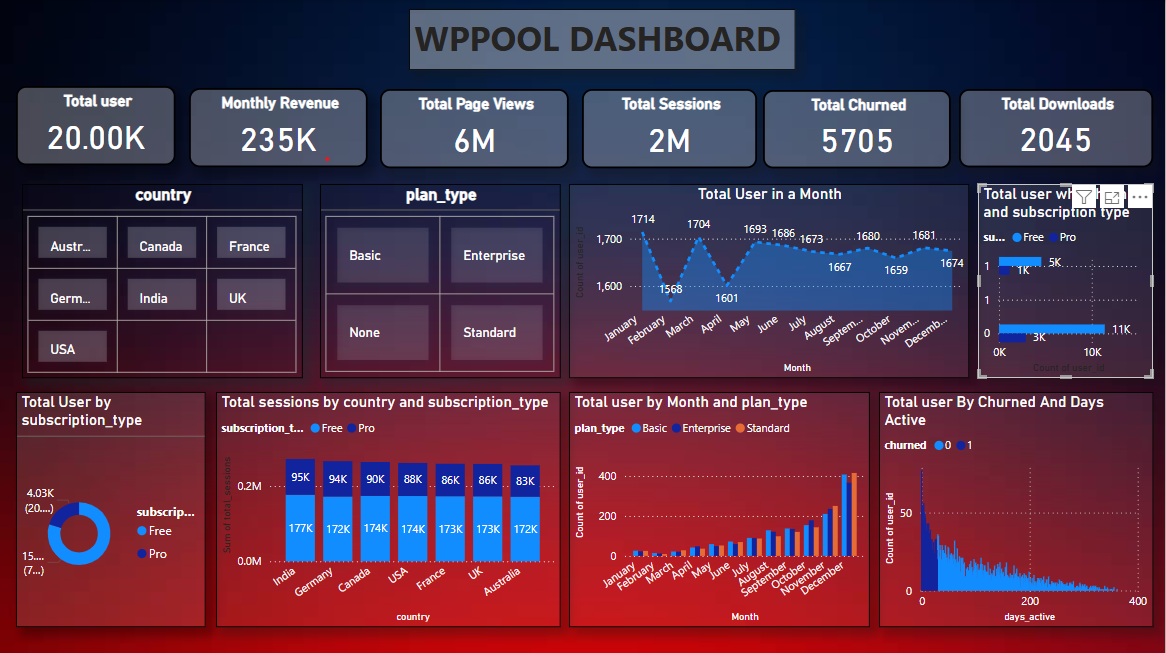 WPPOOL DASHBOARD
Total user
20.00K
Monthly Revenue
235K
Total Page Views
6M
Total Sessions
2M
Total Churned
5705
Total Downloads
2045
country
Austr... Canada France
Germ... India UK
USA
plan_type
Basic Enterprise
None Standard
Total User in a Month
Count of user_id
1,700
1,600
1714 1568 1704 1601 1693 1686 1673 1667 1680 1659 1681 1674
January February March April May June July August Septem... October Novem... Decemb...
Month
Total user
and subscription type
su... Free Pro
1 5K
1K
1
0 11K
3K
0K 10K
Count of user_id
Total User by
subscription_type
4.03K
(20....)
15....
(7...)
subscrip...
Free
Pro
Total sessions by country and subscription_type
subscription_t... Free Pro
Sum of total_sessions
0.2M
0.0M
95K 94K 90K 88K 86K 86K 83K
177K 172K 174K 174K 173K 173K 172K
India Germany Canada USA France UK Australia
country
Total user by Month and plan_type
plan_type Basic Enterprise Standard
Count of user_id
400
200
0
January February March April May June July August September October November December
Month
Total user By Churned And Days
Active
churned 0 1
Count of user_id
50
0
0 200 400
days_active